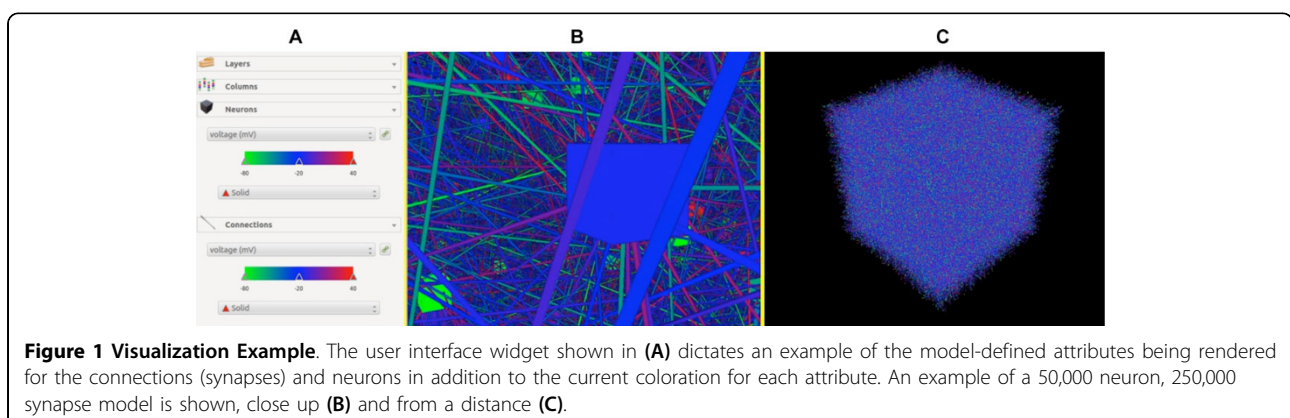 A
B
C
Layers
Columns
Neurons
voltage (mV)
-80
-20
40
Solid
Connections
voltage (mV)
-80
-20
40
Solid
Figure 1 Visualization Example. The user interface widget shown in (A) dictates an example of the model-defined attributes being rendered
for the connections (synapses) and neurons in addition to the current coloration for each attribute. An example of a 50,000 neuron, 250,000
synapse model is shown, close up (B) and from a distance (C).